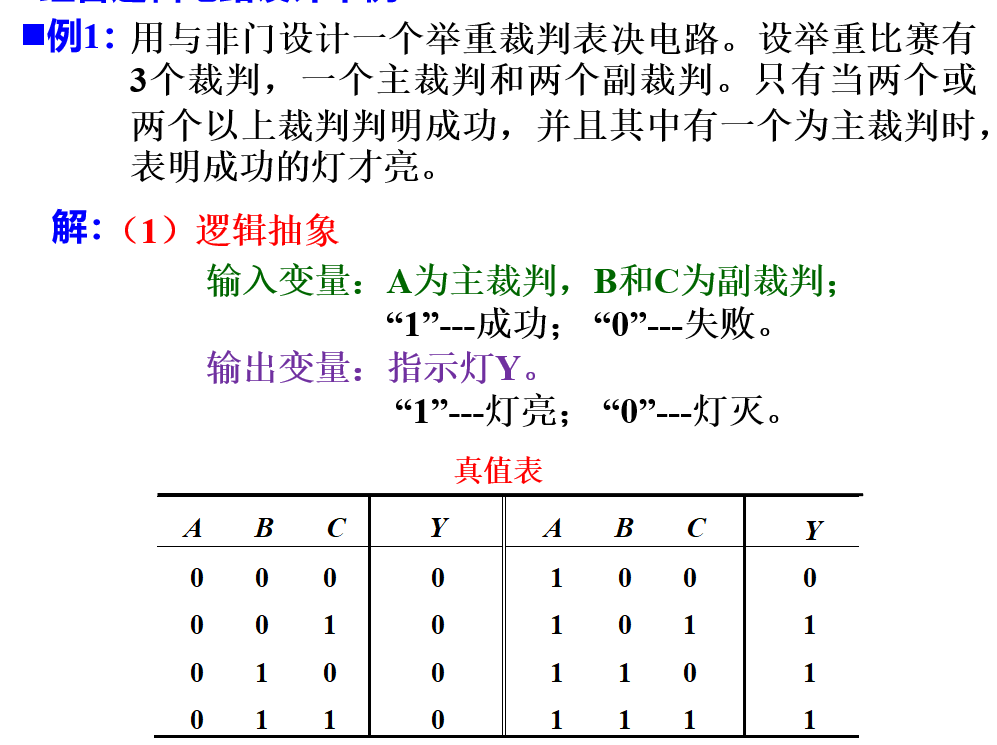 ■例1：用与非门设计一个举重裁判表决电路。设举重比赛有
3个裁判，一个主裁判和两个副裁判。只有当两个或
两个以上裁判判明成功，并且其中有一个为主裁判时，
表明成功的灯才亮。
解：（1）逻辑抽象
输入变量：A为主裁判，B和C为副裁判；
“1”---成功； “0”---失败。
输出变量：指示灯Y。
“1”---灯亮； “0”---灯灭。
真值表
A B C Y A B C Y
0 0 0 0 1 0 0 0
0 0 1 0 1 0 1 1
0 1 0 0 1 1 0 1
0 1 1 0 1 1 1 1